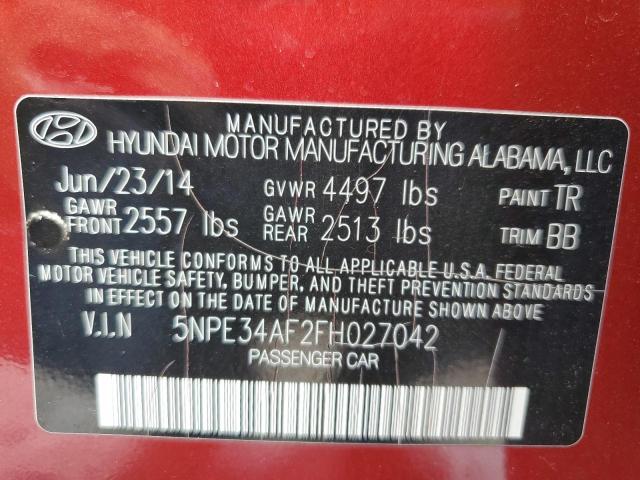 MANUFACTURED BY
HYUNDAI MOTOR MANUFACTURING ALABAMA, LLC
Jun/23/14 GVWR 4497 lbs PAINT TR
GAWR FRONT 2557 lbs GAWR REAR 2513 lbs TRIM BB
THIS VEHICLE CONFORMS TO ALL APPLICABLE U.S.A. FEDERAL
MOTOR VEHICLE SAFETY, BUMPER, AND THEFT PREVENTION STANDARDS
IN EFFECT ON THE DATE OF MANUFACTURE SHOWN ABOVE.
V.I.N 5NPE34AF2FH027042
PASSENGER CAR